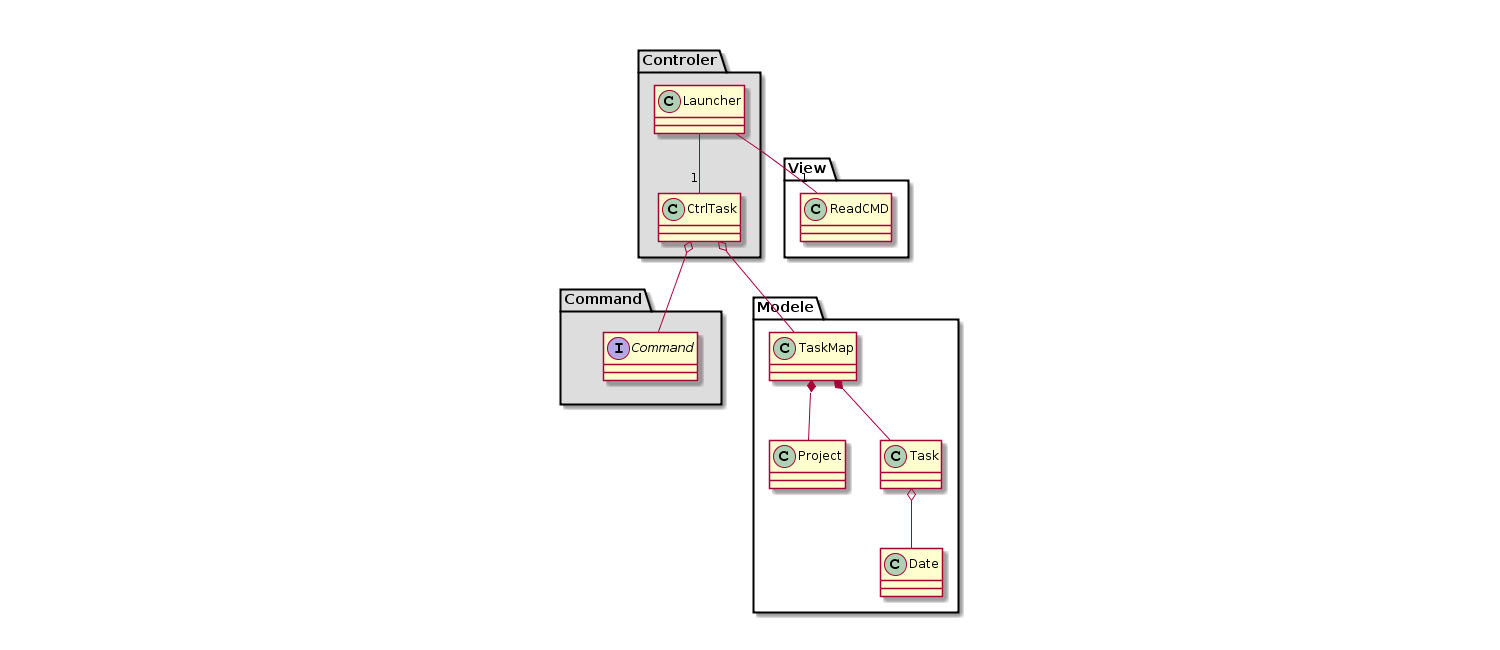 Controler
C Launcher
View
1
1
C CtrlTask
C ReadCMD
Command
Modele
I Command
C TaskMap
C Project
C Task
C Date